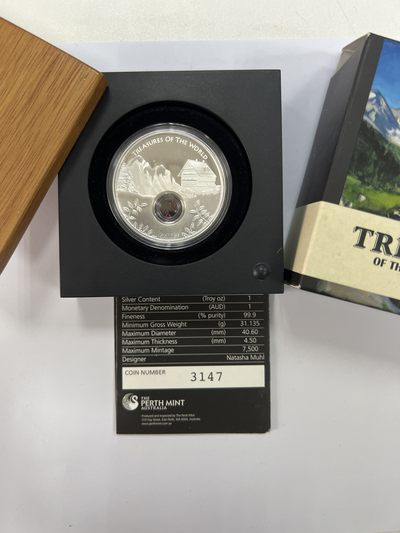 TREASURES OF THE WORLD
TRE
OF TH
Silver Content (Troy oz) 1
Monetary Denomination (AUD) 1
Fineness (% purity) 99.9
Minimum Gross Weight (g) 31.135
Maximum Diameter (mm) 40.60
Maximum Thickness (mm) 4.50
Maximum Mintage 7,500
Designer Natasha Muhl
COIN NUMBER 3147
THE
PERTH MINT
AUSTRALIA